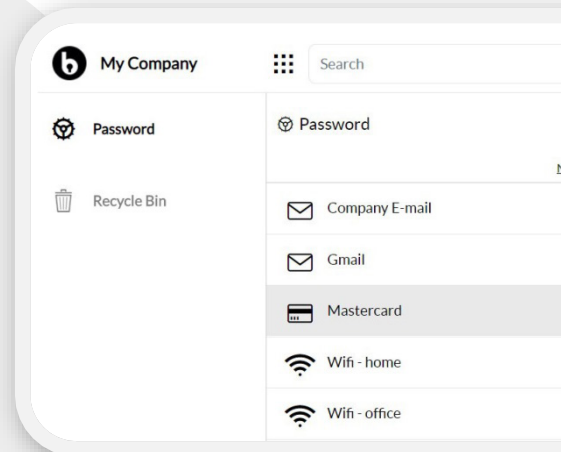 My Company
Search
Password
Password
Recycle Bin
Company E-mail
Gmail
Mastercard
Wifi - home
Wifi - office